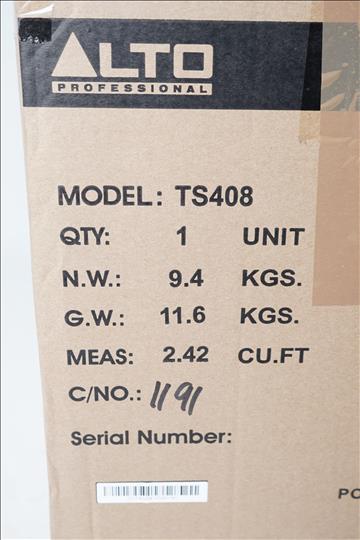 ALTO
PROFESSIONAL
MODEL: TS408
QTY: 1 UNIT
N.W.: 9.4 KGS.
G.W.: 11.6 KGS.
MEAS: 2.42 CU.FT
C/NO.: 1191
Serial Number:
PO